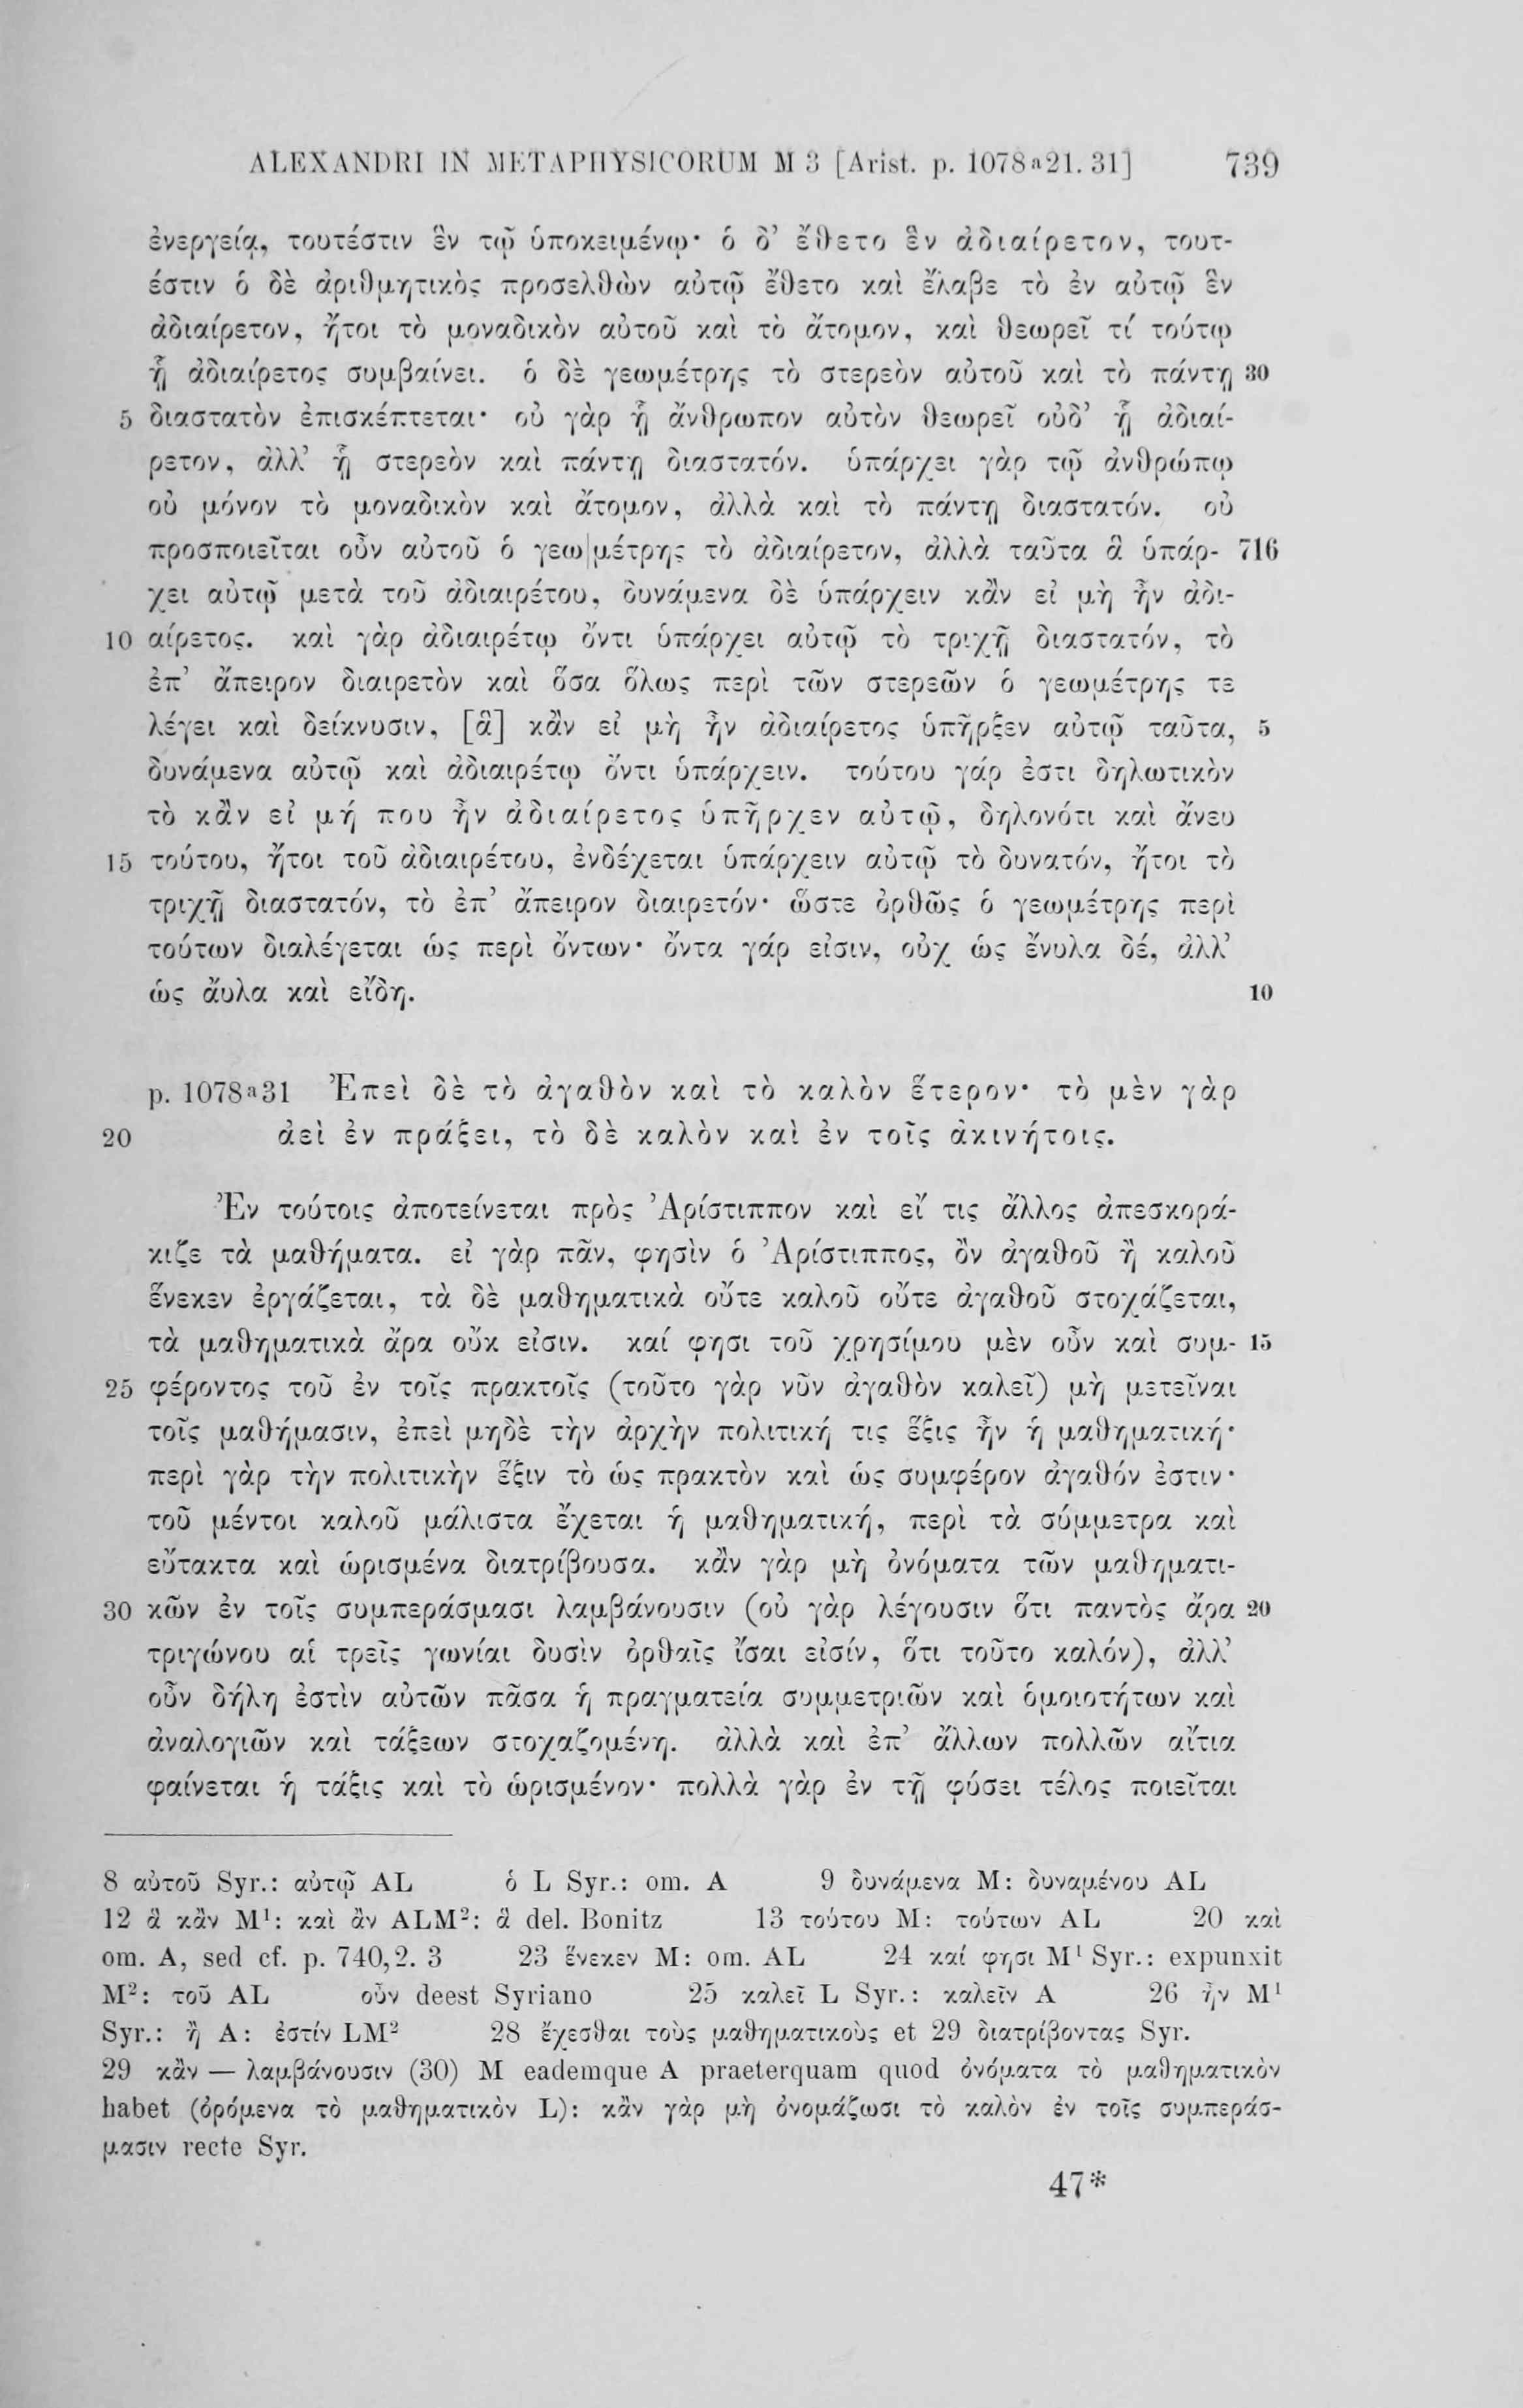 ALEXANDRI IN METAPHYSICORUM M 3 [Arist. p. 1078ᵃ21. 31] 739
ἐνεργείᾳ, τουτέστιν ἓν τῷ ὑποκειμένῳ· ὁ δ’ ἔθετο ἓν ἀδιαίρετον, τουτ-
έστιν ὁ δὲ ἀριθμητικὸς προσελθὼν αὐτῷ ἔθετο καὶ ἔλαβε τὸ ἐν αὐτῷ ἓν
ἀδιαίρετον, ἤτοι τὸ μοναδικὸν αὐτοῦ καὶ τὸ ἄτομον, καὶ θεωρεῖ τί τούτῳ
ᾗ ἀδιαίρετος συμβαίνει. ὁ δὲ γεωμέτρης τὸ στερεὸν αὐτοῦ καὶ τὸ πάντῃ 30
5 διαστατὸν ἐπισκέπτεται· οὐ γὰρ ᾗ ἄνθρωπον αὐτὸν θεωρεῖ οὐδ’ ᾗ ἀδιαί-
ρετον, ἀλλ’ ᾗ στερεὸν καὶ πάντῃ διαστατόν. ὑπάρχει γὰρ τῷ ἀνθρώπῳ
οὐ μόνον τὸ μοναδικὸν καὶ ἄτομον, ἀλλὰ καὶ τὸ πάντῃ διαστατόν. οὐ
προσποιεῖται οὖν αὐτοῦ ὁ γεω|μέτρης τὸ ἀδιαίρετον, ἀλλὰ ταῦτα ἃ ὑπάρ- 716
χει αὐτῷ μετὰ τοῦ ἀδιαιρέτου, δυνάμενα δὲ ὑπάρχειν κἂν εἰ μὴ ἦν ἀδι-
10 αίρετος. καὶ γὰρ ἀδιαιρέτῳ ὄντι ὑπάρχει αὐτῷ τὸ τριχῇ διαστατόν, τὸ
ἐπ’ ἄπειρον διαιρετὸν καὶ ὅσα ὅλως περὶ τῶν στερεῶν ὁ γεωμέτρης τε
λέγει καὶ δείκνυσιν, [ἃ] κἂν εἰ μὴ ἦν ἀδιαίρετος ὑπῆρξεν αὐτῷ ταῦτα, 5
δυνάμενα αὐτῷ καὶ ἀδιαιρέτῳ ὄντι ὑπάρχειν. τούτου γάρ ἐστι δηλωτικὸν
τὸ κἂν εἰ μή που ἦν ἀδιαίρετος ὑπῆρχεν αὐτῷ, δηλονότι καὶ ἄνευ
15 τούτου, ἤτοι τοῦ ἀδιαιρέτου, ἐνδέχεται ὑπάρχειν αὐτῷ τὸ δυνατόν, ἤτοι τὸ
τριχῇ διαστατόν, τὸ ἐπ’ ἄπειρον διαιρετόν· ὥστε ὀρθῶς ὁ γεωμέτρης περὶ
τούτων διαλέγεται ὡς περὶ ὄντων· ὄντα γάρ εἰσιν, οὐχ ὡς ἔνυλα δέ, ἀλλ’
ὡς ἄυλα καὶ εἴδη. 10
p. 1078ᵃ31 Ἐπεὶ δὲ τὸ ἀγαθὸν καὶ τὸ καλὸν ἕτερον· τὸ μὲν γὰρ
20 ἀεὶ ἐν πράξει, τὸ δὲ καλὸν καὶ ἐν τοῖς ἀκινήτοις.
Ἐν τούτοις ἀποτείνεται πρὸς Ἀρίστιππον καὶ εἴ τις ἄλλος ἀπεσκορά-
κιζε τὰ μαθήματα. εἰ γὰρ πᾶν, φησὶν ὁ Ἀρίστιππος, ὂν ἀγαθοῦ ἢ καλοῦ
ἕνεκεν ἐργάζεται, τὰ δὲ μαθηματικὰ οὔτε καλοῦ οὔτε ἀγαθοῦ στοχάζεται,
τὰ μαθηματικὰ ἄρα οὔκ εἰσιν. καί φησι τοῦ χρησίμου μὲν οὖν καὶ συμ- 15
25 φέροντος τοῦ ἐν τοῖς πρακτοῖς (τοῦτο γὰρ νῦν ἀγαθὸν καλεῖ) μὴ μετεῖναι
τοῖς μαθήμασιν, ἐπεὶ μηδὲ τὴν ἀρχὴν πολιτική τις ἕξις ἦν ἡ μαθηματική·
περὶ γὰρ τὴν πολιτικὴν ἕξιν τὸ ὡς πρακτὸν καὶ ὡς συμφέρον ἀγαθόν ἐστιν·
τοῦ μέντοι καλοῦ μάλιστα ἔχεται ἡ μαθηματική, περὶ τὰ σύμμετρα καὶ
εὔτακτα καὶ ὡρισμένα διατρίβουσα. κἂν γὰρ μὴ ὀνόματα τῶν μαθηματι-
30 κῶν ἐν τοῖς συμπεράσμασι λαμβάνουσιν (οὐ γὰρ λέγουσιν ὅτι παντὸς ἄρα 20
τριγώνου αἱ τρεῖς γωνίαι δυσὶν ὀρθαῖς ἴσαι εἰσίν, ὅτι τοῦτο καλόν), ἀλλ’
οὖν δήλη ἐστὶν αὐτῶν πᾶσα ἡ πραγματεία συμμετριῶν καὶ ὁμοιοτήτων καὶ
ἀναλογιῶν καὶ τάξεων στοχαζομένη. ἀλλὰ καὶ ἐπ’ ἄλλων πολλῶν αἴτια
φαίνεται ἡ τάξις καὶ τὸ ὡρισμένον· πολλὰ γὰρ ἐν τῇ φύσει τέλος ποιεῖται
8 αὐτοῦ Syr.: αὐτῷ AL ὁ L Syr.: om. A 9 δυνάμενα M: δυναμένου AL
12 ἃ κἂν M¹: καὶ ἂν ALM²: ἃ del. Bonitz 13 τούτου M: τούτων AL 20 καὶ
om. A, sed cf. p. 740,2. 3 23 ἕνεκεν M: om. AL 24 καί φησι M¹ Syr.: expunxit
M²: τοῦ AL οὖν deest Syriano 25 καλεῖ L Syr.: καλεῖν A 26 ἦν M¹
Syr.: ἢ A: ἐστίν LM² 28 ἔχεσθαι τοὺς μαθηματικοὺς et 29 διατρίβοντας Syr.
29 κἂν — λαμβάνουσιν (30) M eademque A praeterquam quod ὀνόματα τὸ μαθηματικὸν
habet (ὁρόμενα τὸ μαθηματικὸν L): κἂν γὰρ μὴ ὀνομάζωσι τὸ καλὸν ἐν τοῖς συμπεράσ-
μασιν recte Syr.
47*